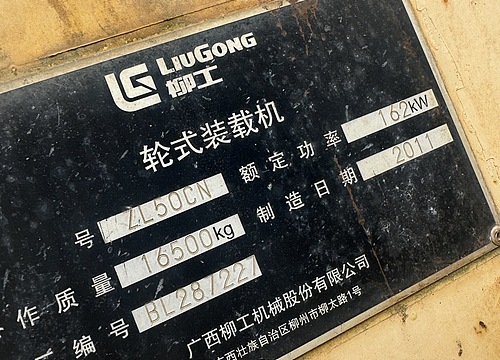 LIUGONG
柳工
轮式装载机
号 ZL50CN 额定功率 162kW
作质量 16500kg 制造日期 2011
编号 BL28/227
广西柳工机械股份有限公司
西壮族自治区柳州市柳太路1号